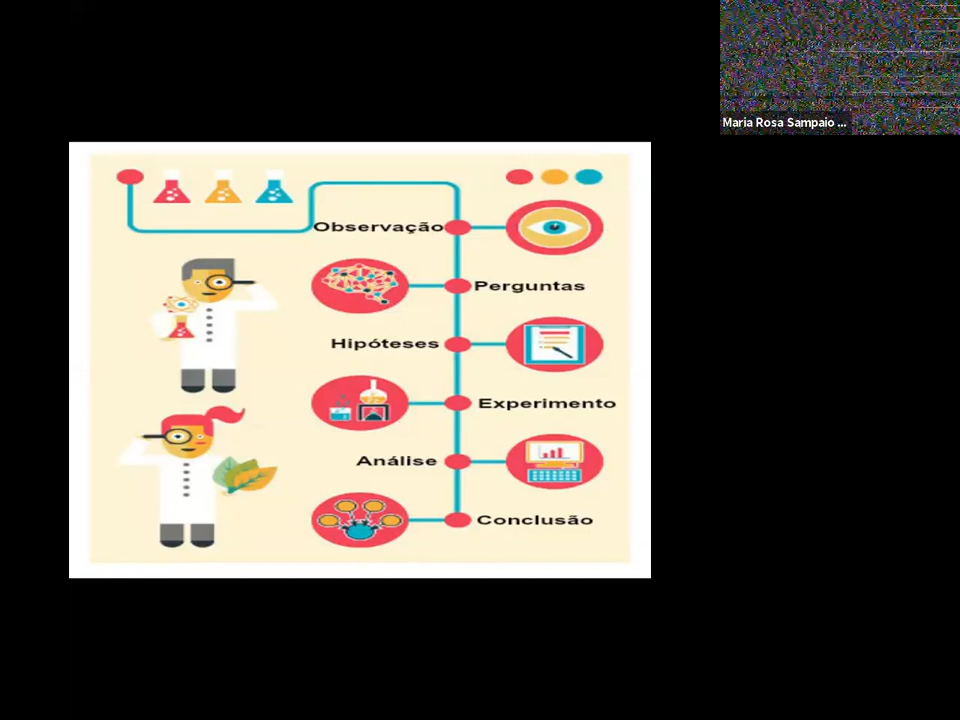 Maria Rosa Sampaio ...
Observação
Perguntas
Hipóteses
Experimento
Análise
Conclusão